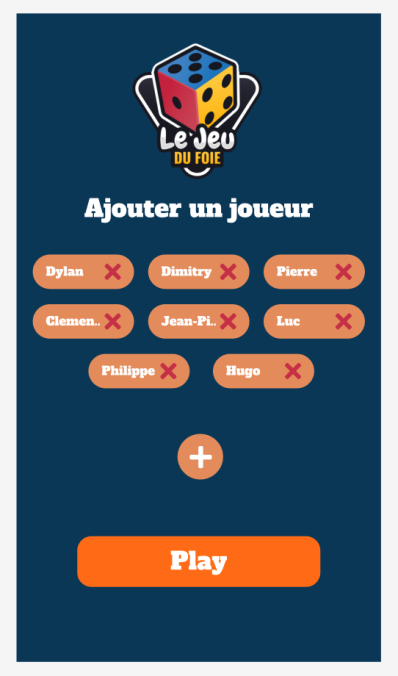 Le Jeu
DU FOIE
Ajouter un joueur
Dylan
Dimitry
Pierre
Clemen..
Jean-Pi..
Luc
Philippe
Hugo
Play